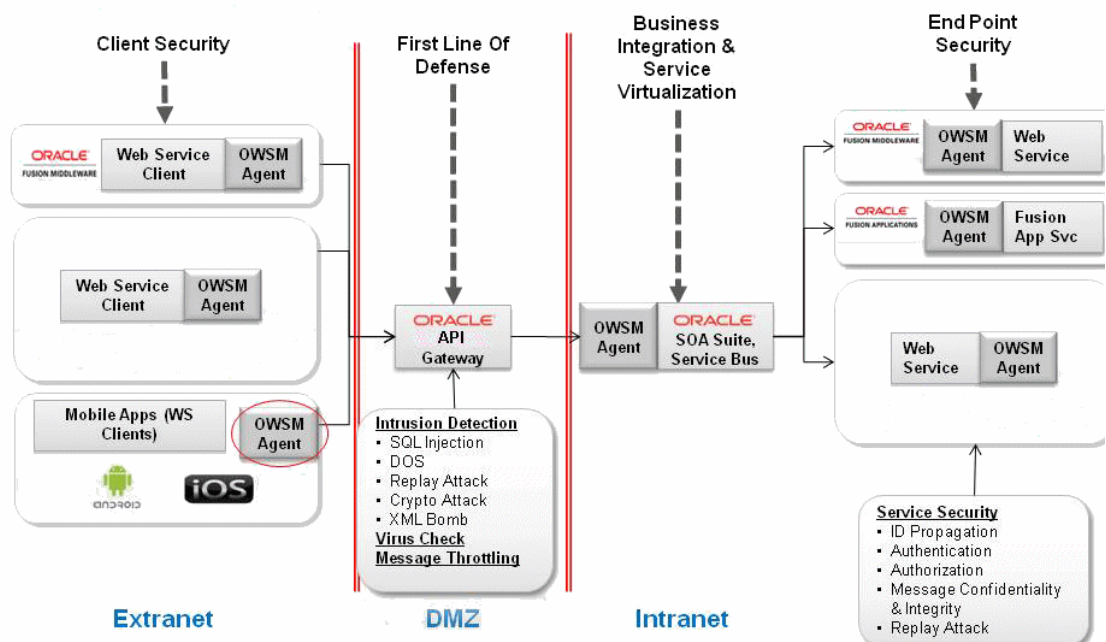 Client Security
First Line Of
Defense
Business
Integration &
Service
Virtualization
End Point
Security
ORACLE
FUSION MIDDLEWARE
Web Service
Client
OWSM
Agent
Web Service
Client
OWSM
Agent
Mobile Apps (WS
Clients)
OWSM
Agent
ANDROID
iOS
ORACLE
API
Gateway
Intrusion Detection
▪ SQL Injection
▪ DOS
▪ Replay Attack
▪ Crypto Attack
▪ XML Bomb
Virus Check
Message Throttling
OWSM
Agent
ORACLE
SOA Suite,
Service Bus
ORACLE
FUSION MIDDLEWARE
OWSM
Agent
Web
Service
ORACLE
FUSION APPLICATIONS
OWSM
Agent
Fusion
App Svc
Web
Service
OWSM
Agent
Service Security
▪ ID Propagation
▪ Authentication
▪ Authorization
▪ Message Confidentiality
& Integrity
▪ Replay Attack
Extranet
DMZ
Intranet